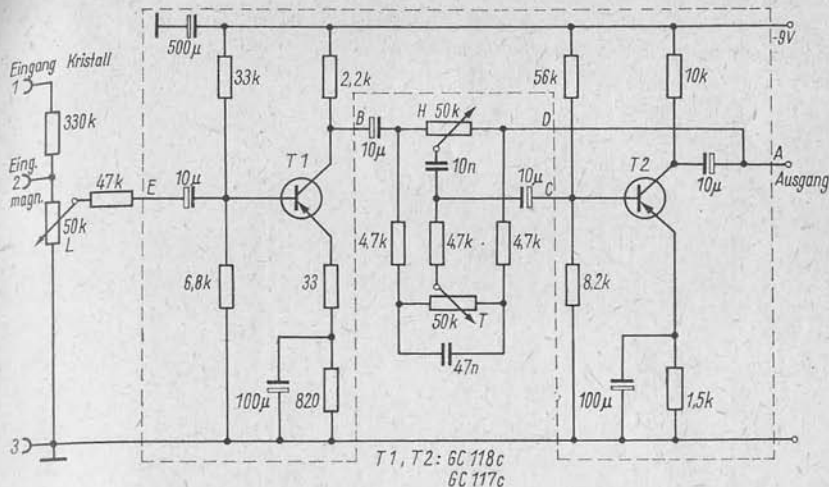 -9V
500µ
Eingang Kristall
1
33k
2,2k
56k
10k
330k
B
H 50k
D
10µ
T1
T2
A
Eing.
2
magn.
47k
E
10µ
10n
10µ
C
10µ
Ausgang
50k
L
4,7k
4,7k
4,7k
6,8k
33
8,2k
50k
T
47n
100µ
820
100µ
1,5k
3
T1, T2: GC 118c
GC 117c